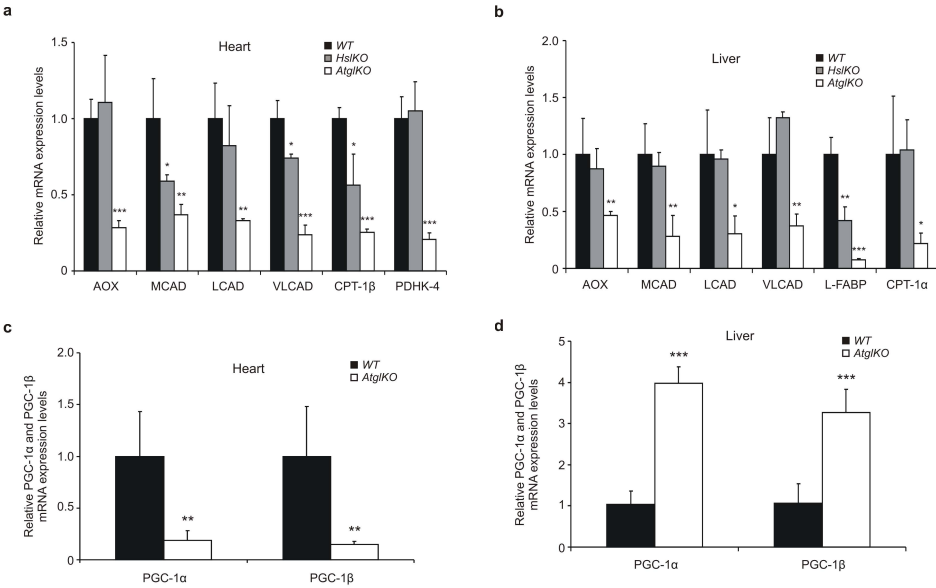 a
Heart
WT
HslKO
AtglKO
Relative mRNA expression levels
1.5
1.0
0.5
0
*
**
***
**
*
***
*
***
***
AOX MCAD LCAD VLCAD CPT-1β PDHK-4
b
Liver
WT
HslKO
AtglKO
Relative mRNA expression levels
2.0
1.5
1.0
0.5
0
**
**
*
**
**
***
*
AOX MCAD LCAD VLCAD L-FABP CPT-1α
c
Heart
WT
AtglKO
Relative PGC-1α and PGC-1β
mRNA expression levels
2.0
1.5
1.0
0.5
0
**
**
PGC-1α PGC-1β
d
Liver
WT
AtglKO
Relative PGC-1α and PGC-1β
mRNA expression levels
5
4
3
2
1
0
***
***
PGC-1α PGC-1β